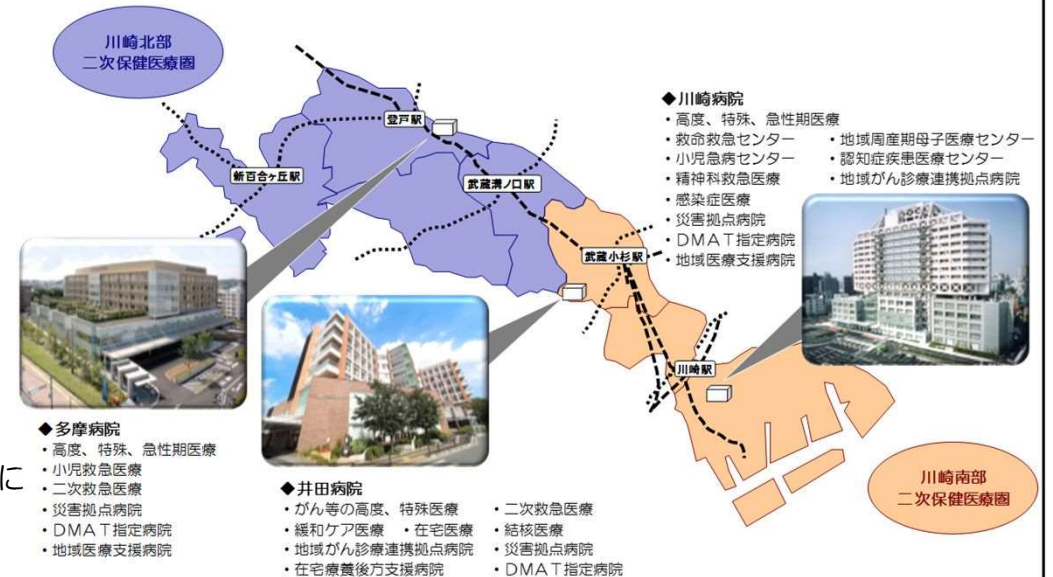 川崎北部
二次保健医療圏
登戸駅
新百合ヶ丘駅
武蔵溝ノ口駅
武蔵小杉駅
川崎駅
◆川崎病院
・高度、特殊、急性期医療
・救命救急センター ・地域周産期母子医療センター
・小児急病センター ・認知症疾患医療センター
・精神科救急医療 ・地域がん診療連携拠点病院
・感染症医療
・災害拠点病院
・DMAT指定病院
・地域医療支援病院
◆多摩病院
・高度、特殊、急性期医療
・小児救急医療
・二次救急医療
・災害拠点病院
・DMAT指定病院
・地域医療支援病院
に
◆井田病院
・がん等の高度、特殊医療 ・二次救急医療
・緩和ケア医療 ・在宅医療 ・結核医療
・地域がん診療連携拠点病院 ・災害拠点病院
・在宅療養後方支援病院 ・DMAT指定病院
川崎南部
二次保健医療圏